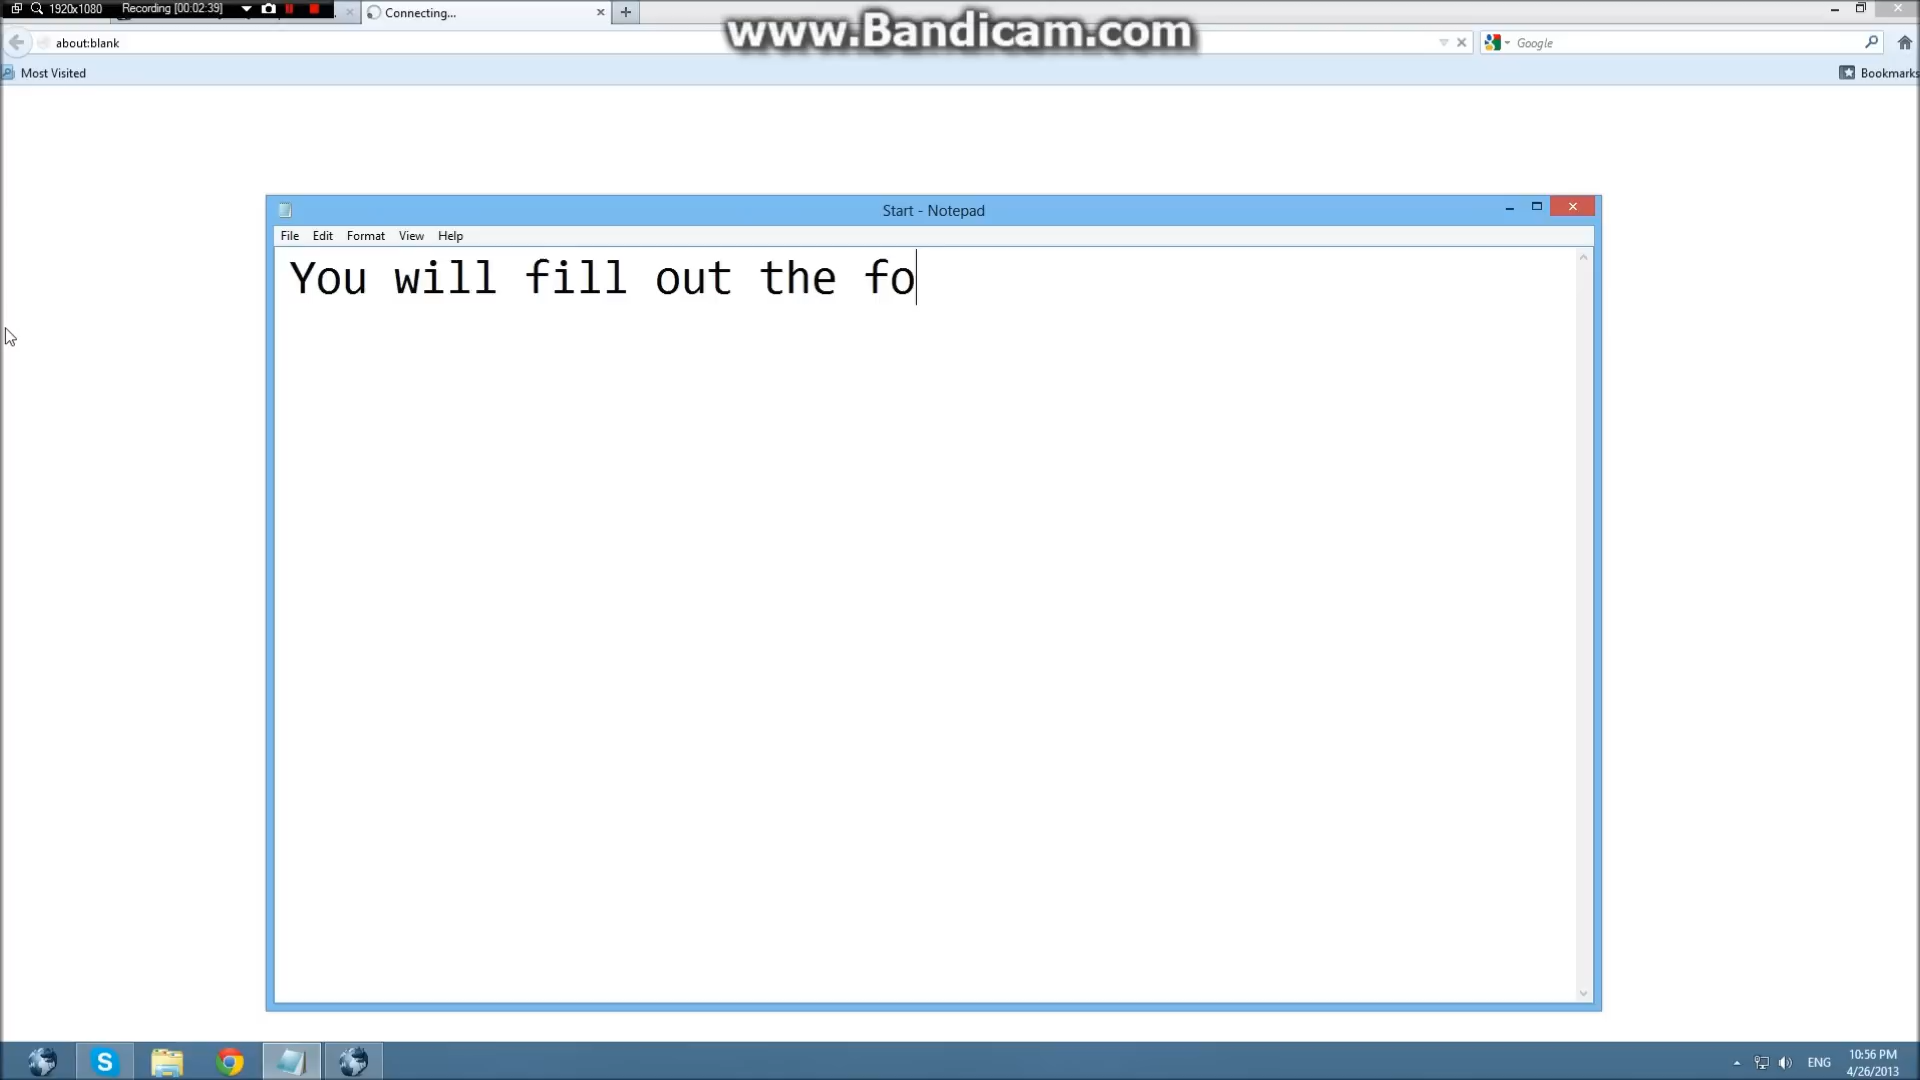 1920x1080 Recording [00:02:39]
Connecting...
www.Bandicam.com
about:blank
Google
Most Visited
Bookmarks
Start - Notepad
File Edit Format View Help
You will fill out the fo
S
ENG
10:56 PM
4/26/2013